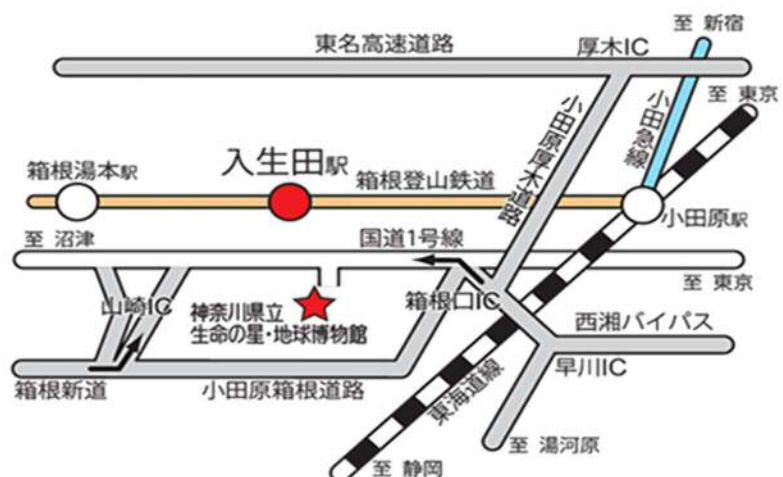 至 新宿
東名高速道路
厚木IC
至 東京
小田原厚木道路
小田急線
箱根湯本駅
入生田駅
箱根登山鉄道
小田原駅
至 沼津
国道1号線
至 東京
山崎IC
神奈川県立
生命の星・地球博物館
箱根口IC
西湘バイパス
箱根新道
小田原箱根道路
東海道線
早川IC
至 湯河原
至 静岡